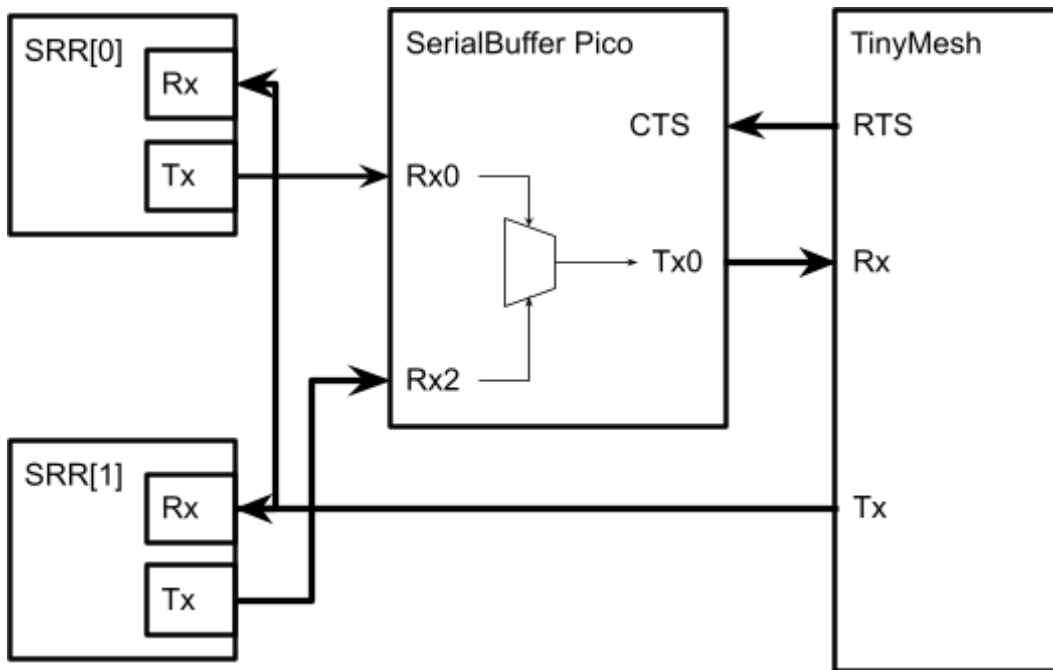 SRR[0]
Rx
Tx
SerialBuffer Pico
CTS
Rx0
Tx0
Rx2
TinyMesh
RTS
Rx
Tx
SRR[1]
Rx
Tx